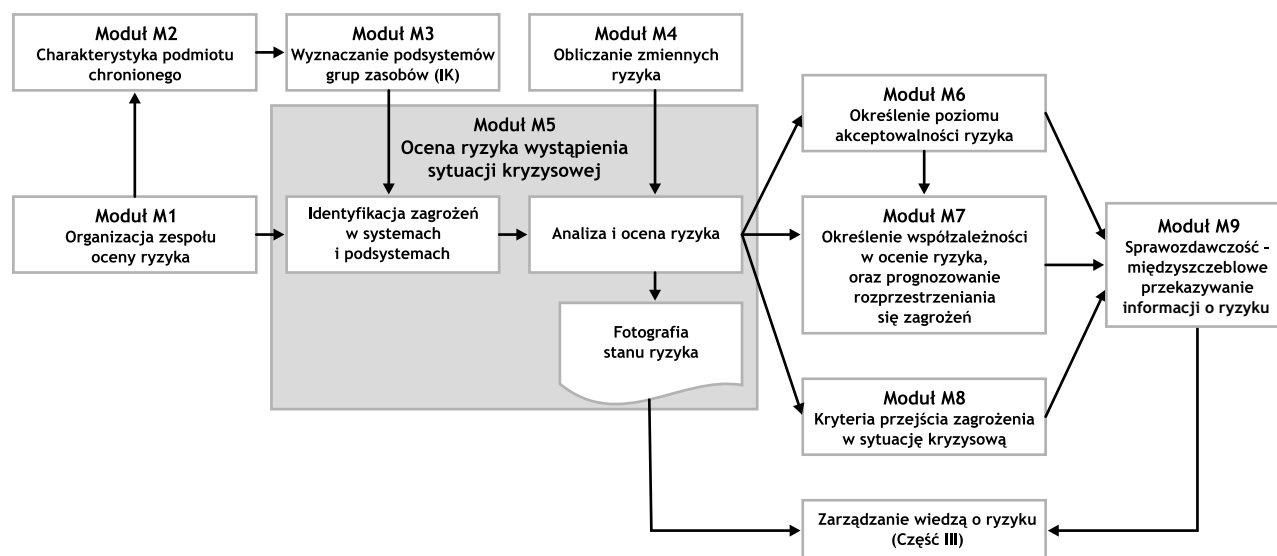 Moduł M2
Charakterystyka podmiotu
chronionego
Moduł M3
Wyznaczanie podsystemów
grup zasobów (IK)
Moduł M4
Obliczanie zmiennych
ryzyka
Moduł M5
Ocena ryzyka wystąpienia
sytuacji kryzysowej
Moduł M6
Określenie poziomu
akceptowalności ryzyka
Moduł M1
Organizacja zespołu
oceny ryzyka
Identyfikacja zagrożeń
w systemach
i podsystemach
Analiza i ocena ryzyka
Moduł M7
Określenie współzależności
w ocenie ryzyka,
oraz prognozowanie
rozprzestrzeniania
się zagrożeń
Moduł M9
Sprawozdawczość –
międzyszczeblowe
przekazywanie
informacji o ryzyku
Fotografia
stanu ryzyka
Moduł M8
Kryteria przejścia zagrożenia
w sytuację kryzysową
Zarządzanie wiedzą o ryzyku
(Część III)